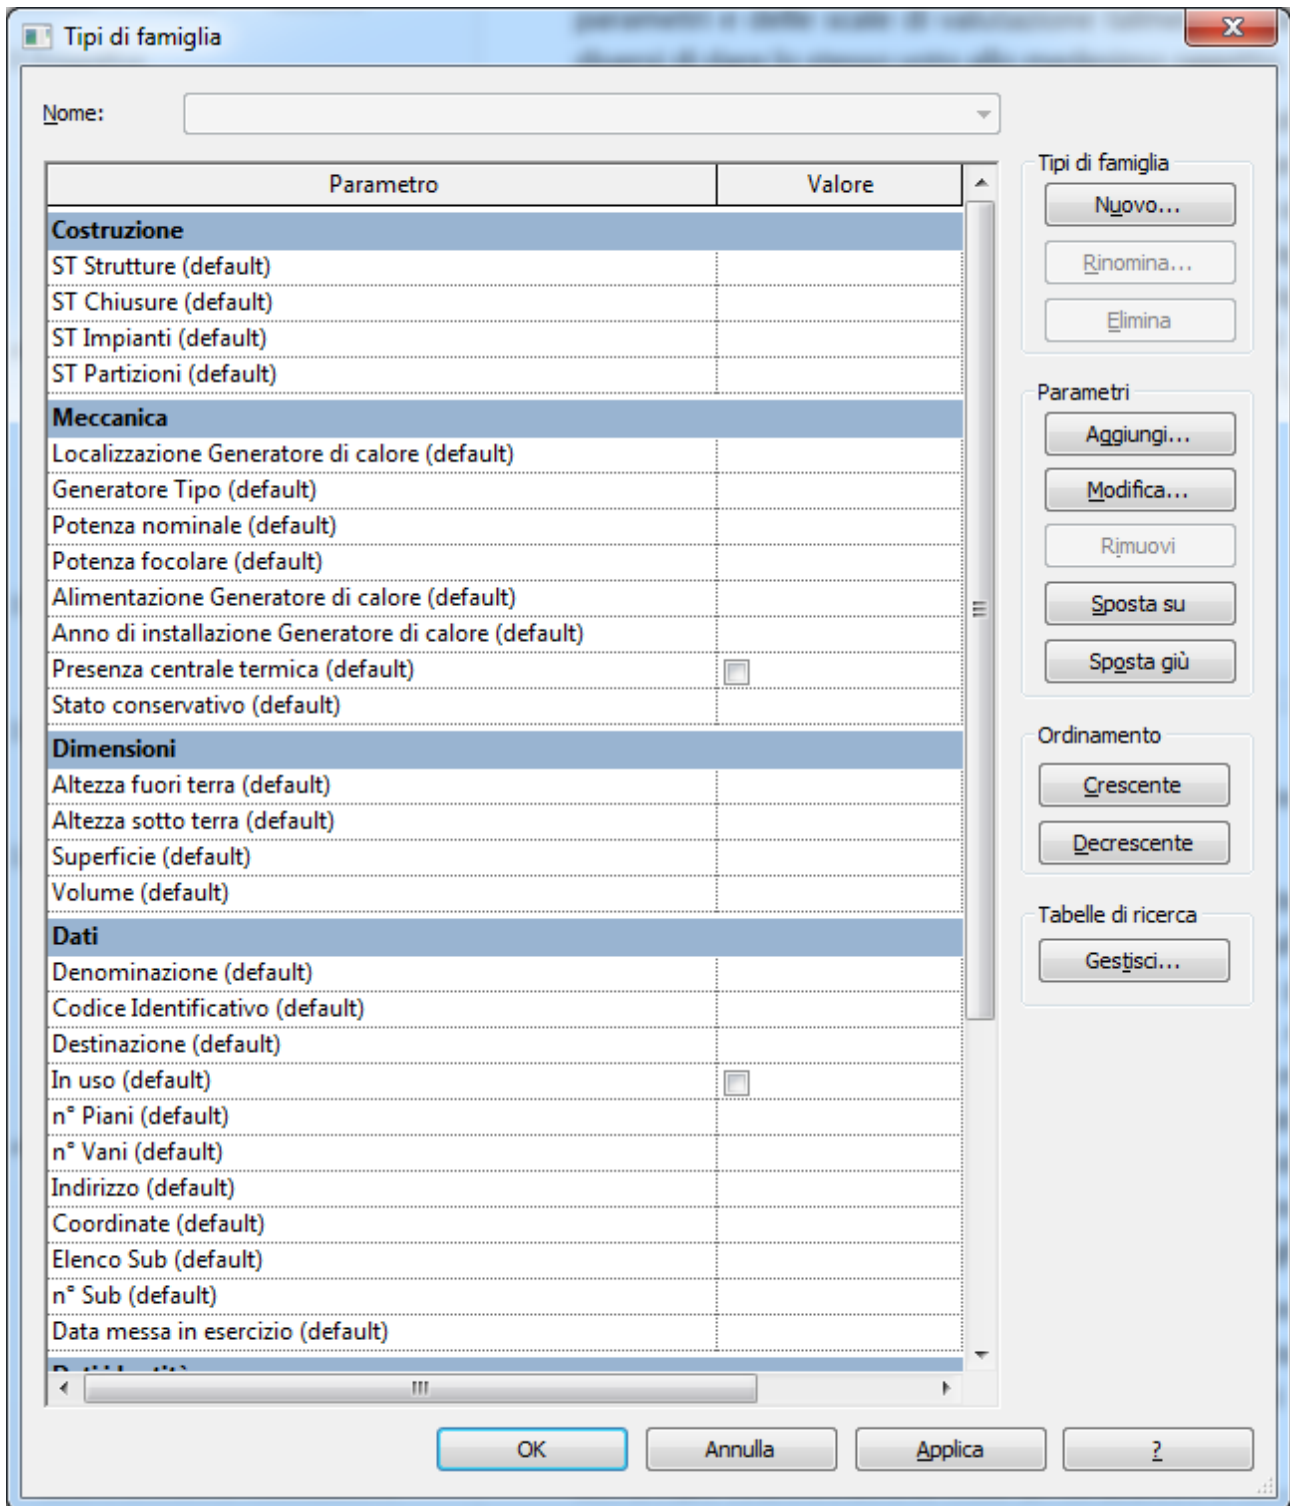 Tipi di famiglia
Nome:
Parametro Valore
Costruzione
ST Strutture (default)
ST Chiusure (default)
ST Impianti (default)
ST Partizioni (default)
Meccanica
Localizzazione Generatore di calore (default)
Generatore Tipo (default)
Potenza nominale (default)
Potenza focolare (default)
Alimentazione Generatore di calore (default)
Anno di installazione Generatore di calore (default)
Presenza centrale termica (default)
Stato conservativo (default)
Dimensioni
Altezza fuori terra (default)
Altezza sotto terra (default)
Superficie (default)
Volume (default)
Dati
Denominazione (default)
Codice Identificativo (default)
Destinazione (default)
In uso (default)
n° Piani (default)
n° Vani (default)
Indirizzo (default)
Coordinate (default)
Elenco Sub (default)
n° Sub (default)
Data messa in esercizio (default)
Tipi di famiglia
Nuovo...
Rinomina...
Elimina
Parametri
Aggiungi...
Modifica...
Rimuovi
Sposta su
Sposta giù
Ordinamento
Crescente
Decrescente
Tabelle di ricerca
Gestisci...
OK Annulla Applica ?